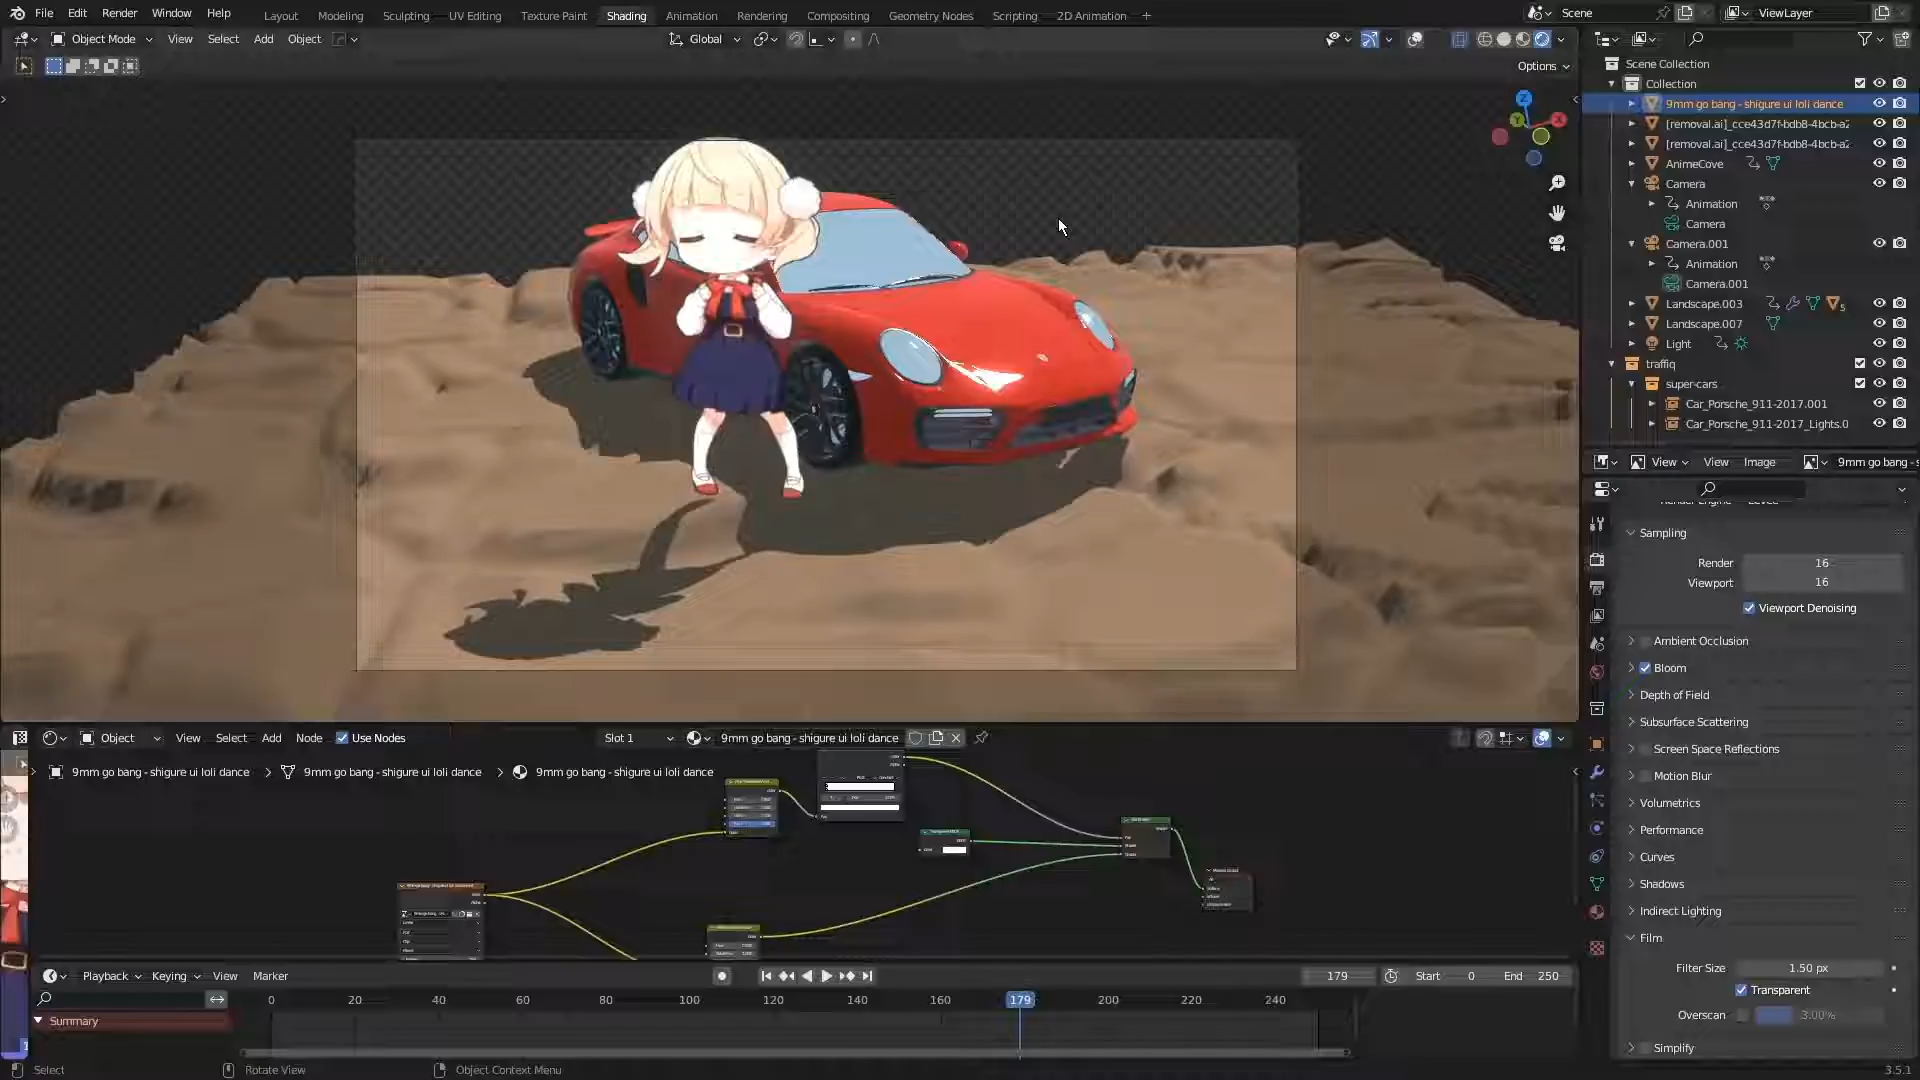 File Edit Render Window Help Layout Modeling Sculpting UV Editing Texture Paint Shading Animation Rendering Compositing Geometry Nodes Scripting 2D Animation + Scene ViewLayer
Object Mode View Select Add Object Global
Options
Scene Collection
Collection
9mm go bang - shigure ui loli dance
[removal.ai]_cce43d7f-bdb8-4bcb-a2
[removal.ai]_cce43d7f-bdb8-4bcb-a2
AnimeCove
Camera
Animation
Camera
Camera.001
Animation
Camera.001
Landscape.003 5
Landscape.007
Light
traffiq
super-cars
Car_Porsche_911-2017.001
Car_Porsche_911-2017_Lights.0
View View Image 9mm go bang - s
Sampling
Render 16
Viewport 16
Viewport Denoising
Ambient Occlusion
Bloom
Depth of Field
Subsurface Scattering
Screen Space Reflections
Motion Blur
Volumetrics
Performance
Curves
Shadows
Indirect Lighting
Film
Filter Size 1.50 px
Transparent
Overscan 3.00%
Simplify
Object View Select Add Node Use Nodes Slot 1 9mm go bang - shigure ui loli dance
9mm go bang - shigure ui loli dance > 9mm go bang - shigure ui loli dance > 9mm go bang - shigure ui loli dance
Playback Keying View Marker 179 Start 0 End 250
0 20 40 60 80 100 120 140 160 179 200 220 240
Summary
Select Rotate View Object Context Menu 3.5.1